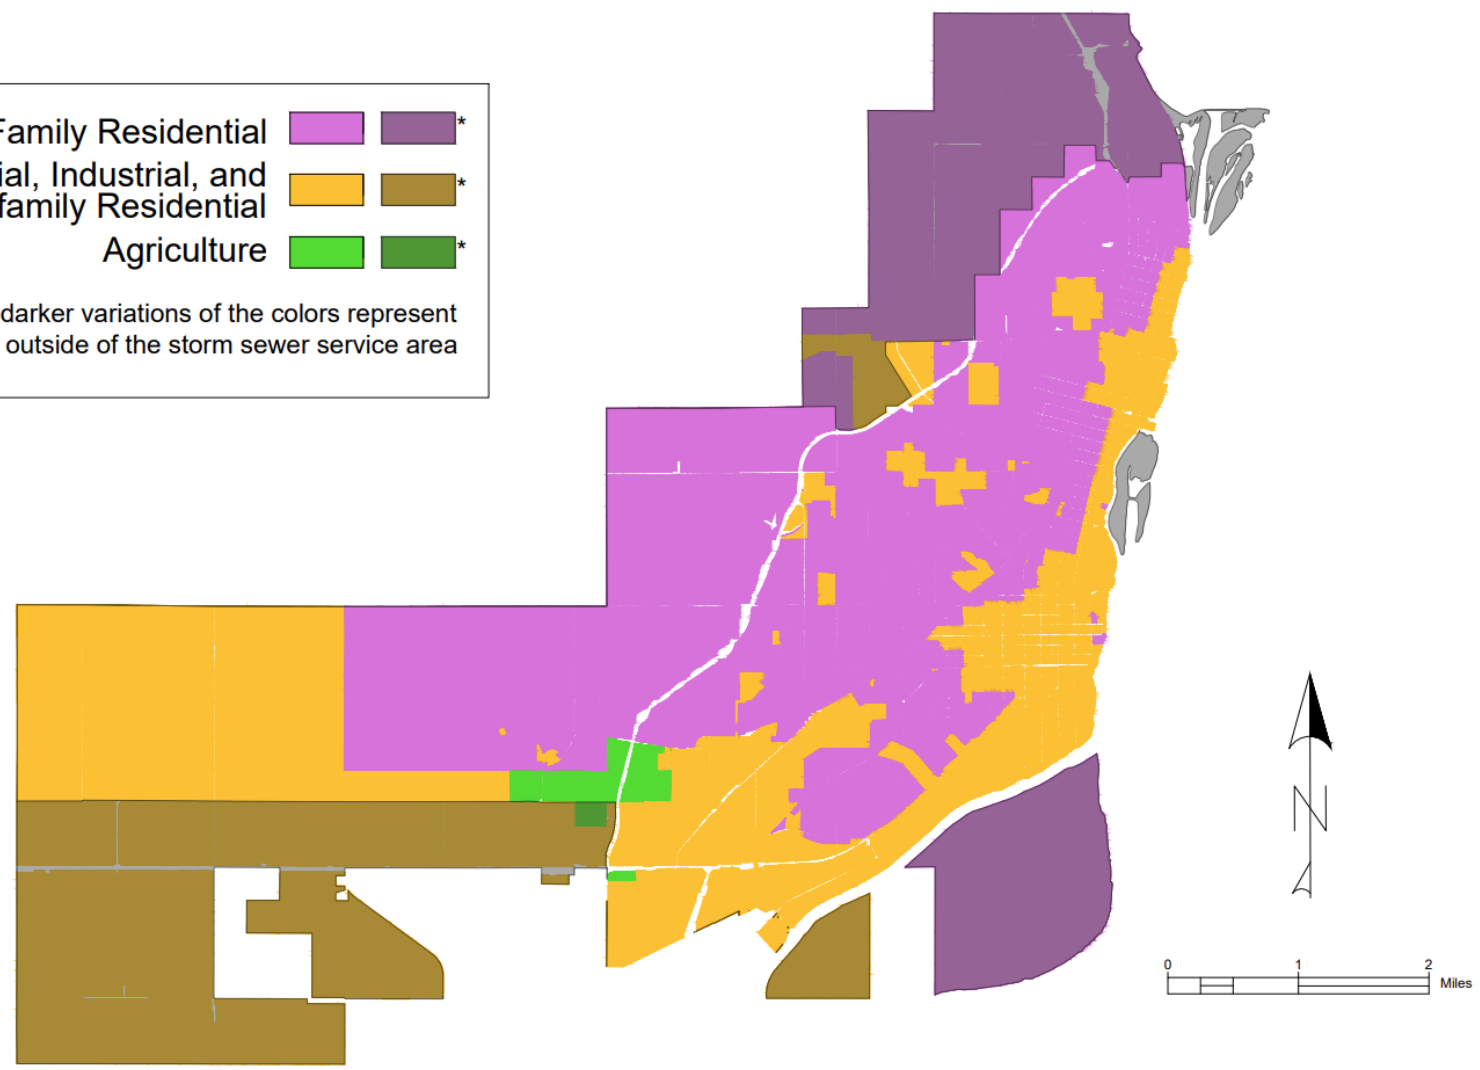 Family Residential
*
ial, Industrial, and
family Residential
*
Agriculture
*
darker variations of the colors represent
outside of the storm sewer service area
N
0 1 2
Miles